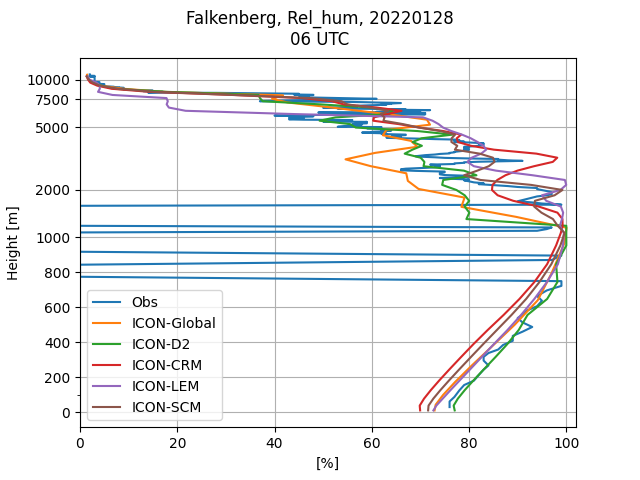 Falkenberg, Rel_hum, 20220128
06 UTC
10000
7500
5000
2000
1000
800
600
400
200
0
Height [m]
Obs
ICON-Global
ICON-D2
ICON-CRM
ICON-LEM
ICON-SCM
0 20 40 60 80 100
[%]